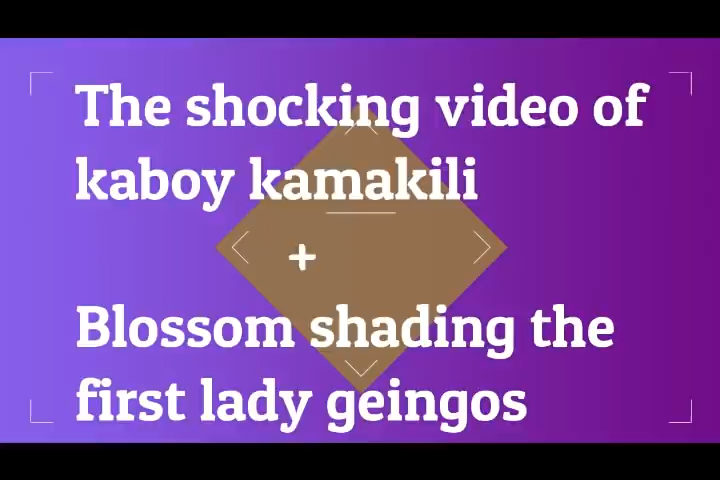 The shocking video of
kaboy kamakili
+
Blossom shading the
first lady geingos